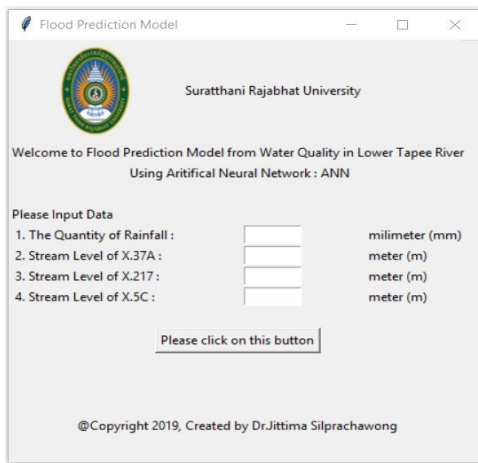 Flood Prediction Model
Suratthani Rajabhat University
Welcome to Flood Prediction Model from Water Quality in Lower Tapee River
Using Aritifical Neural Network : ANN
Please Input Data
1. The Quantity of Rainfall : milimeter (mm)
2. Stream Level of X.37A : meter (m)
3. Stream Level of X.217 : meter (m)
4. Stream Level of X.5C : meter (m)
Please click on this button
@Copyright 2019, Created by Dr.Jittima Silprachawong